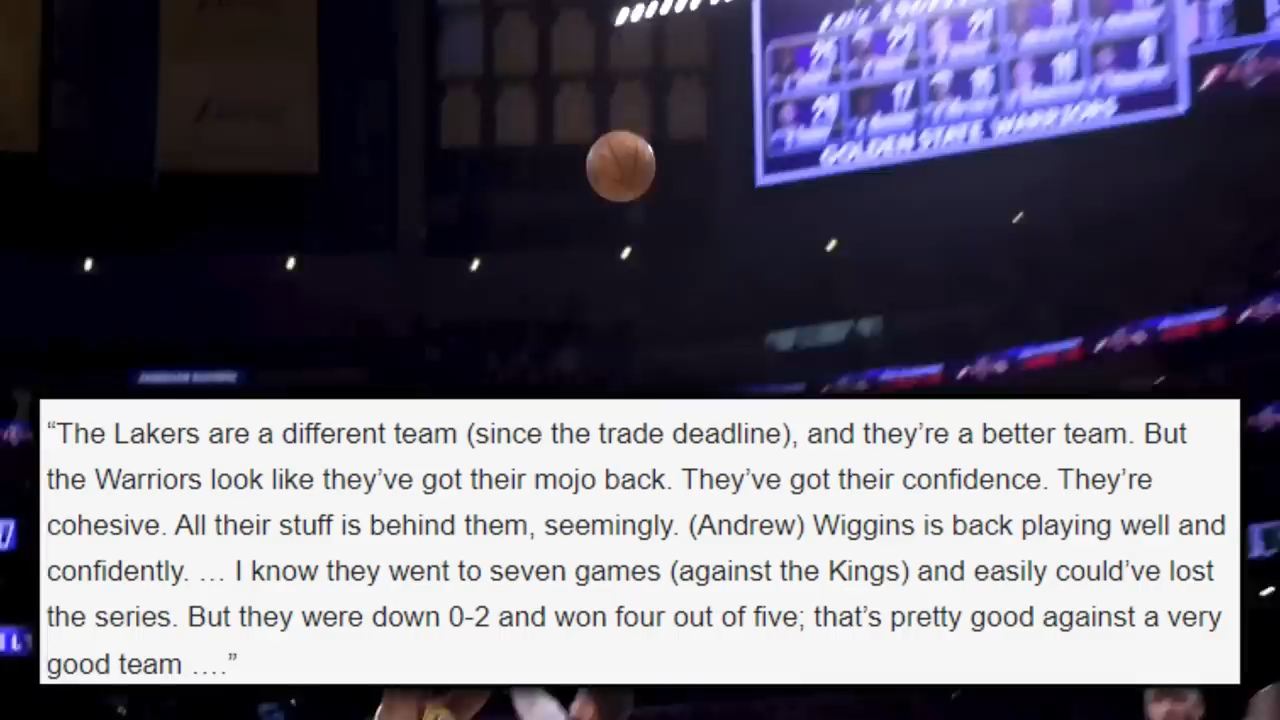 GOLDEN STATE WARRIORS
“The Lakers are a different team (since the trade deadline), and they’re a better team. But
the Warriors look like they’ve got their mojo back. They’ve got their confidence. They’re
cohesive. All their stuff is behind them, seemingly. (Andrew) Wiggins is back playing well and
confidently. … I know they went to seven games (against the Kings) and easily could’ve lost
the series. But they were down 0-2 and won four out of five; that’s pretty good against a very
good team ….”